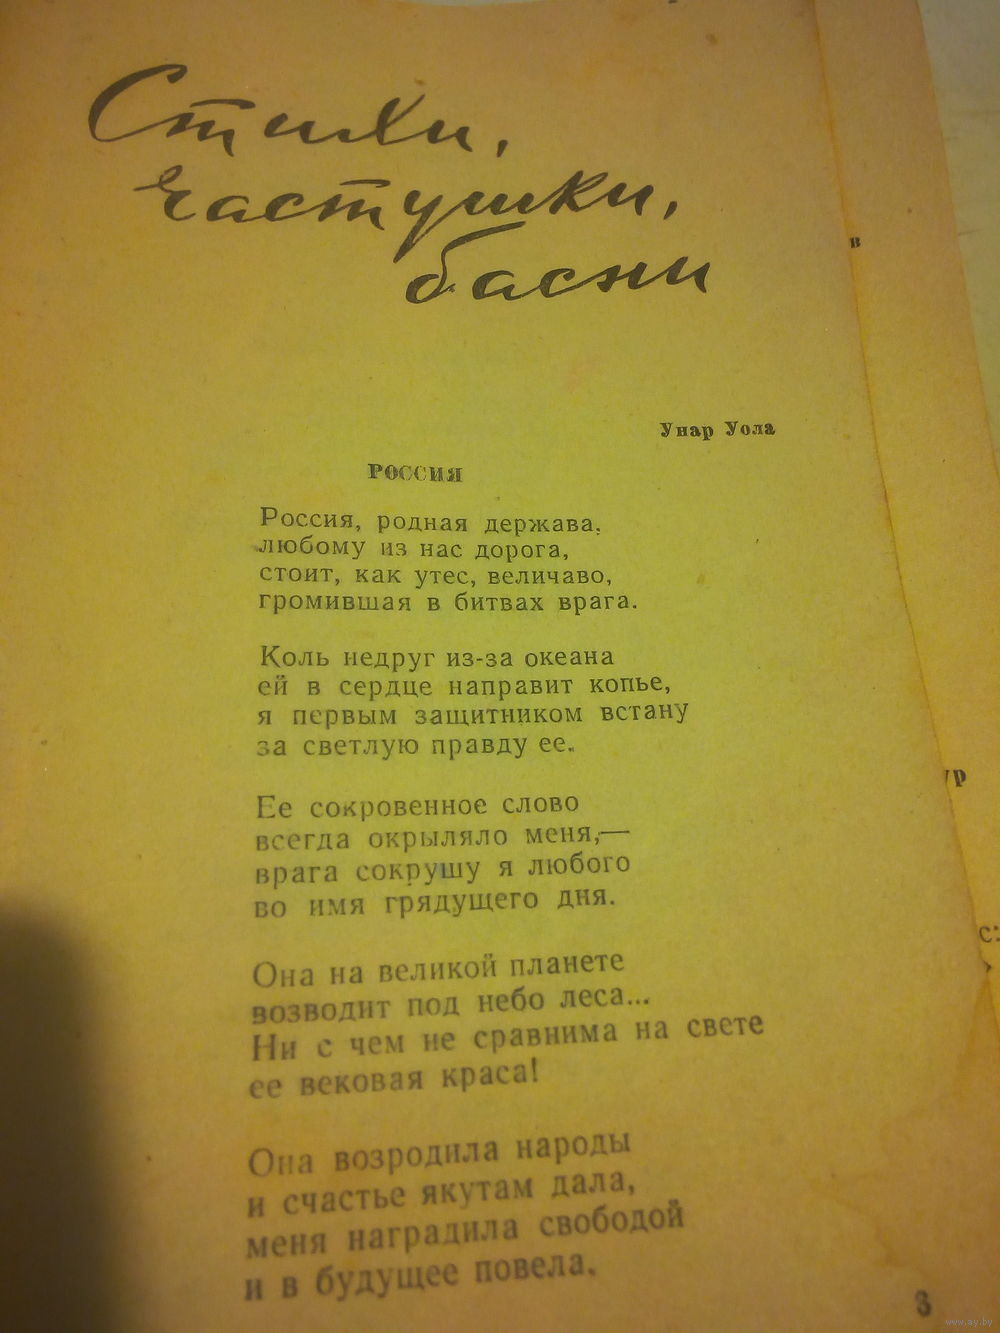 Стихи,
частушки,
басни
Унар Уола
РОССИЯ
Россия, родная держава,
любому из нас дорога,
стоит, как утес, величаво,
громившая в битвах врага.
Коль недруг из-за океана
ей в сердце направит копье,
я первым защитником встану
за светлую правду ее.
Ее сокровенное слово
всегда окрыляло меня,—
врага сокрушу я любого
во имя грядущего дня.
Она на великой планете
возводит под небо леса...
Ни с чем не сравнима на свете
ее вековая краса!
Она возродила народы
и счастье якутам дала,
меня наградила свободой
и в будущее повела.
3
в
ур
с:
www.ay.by